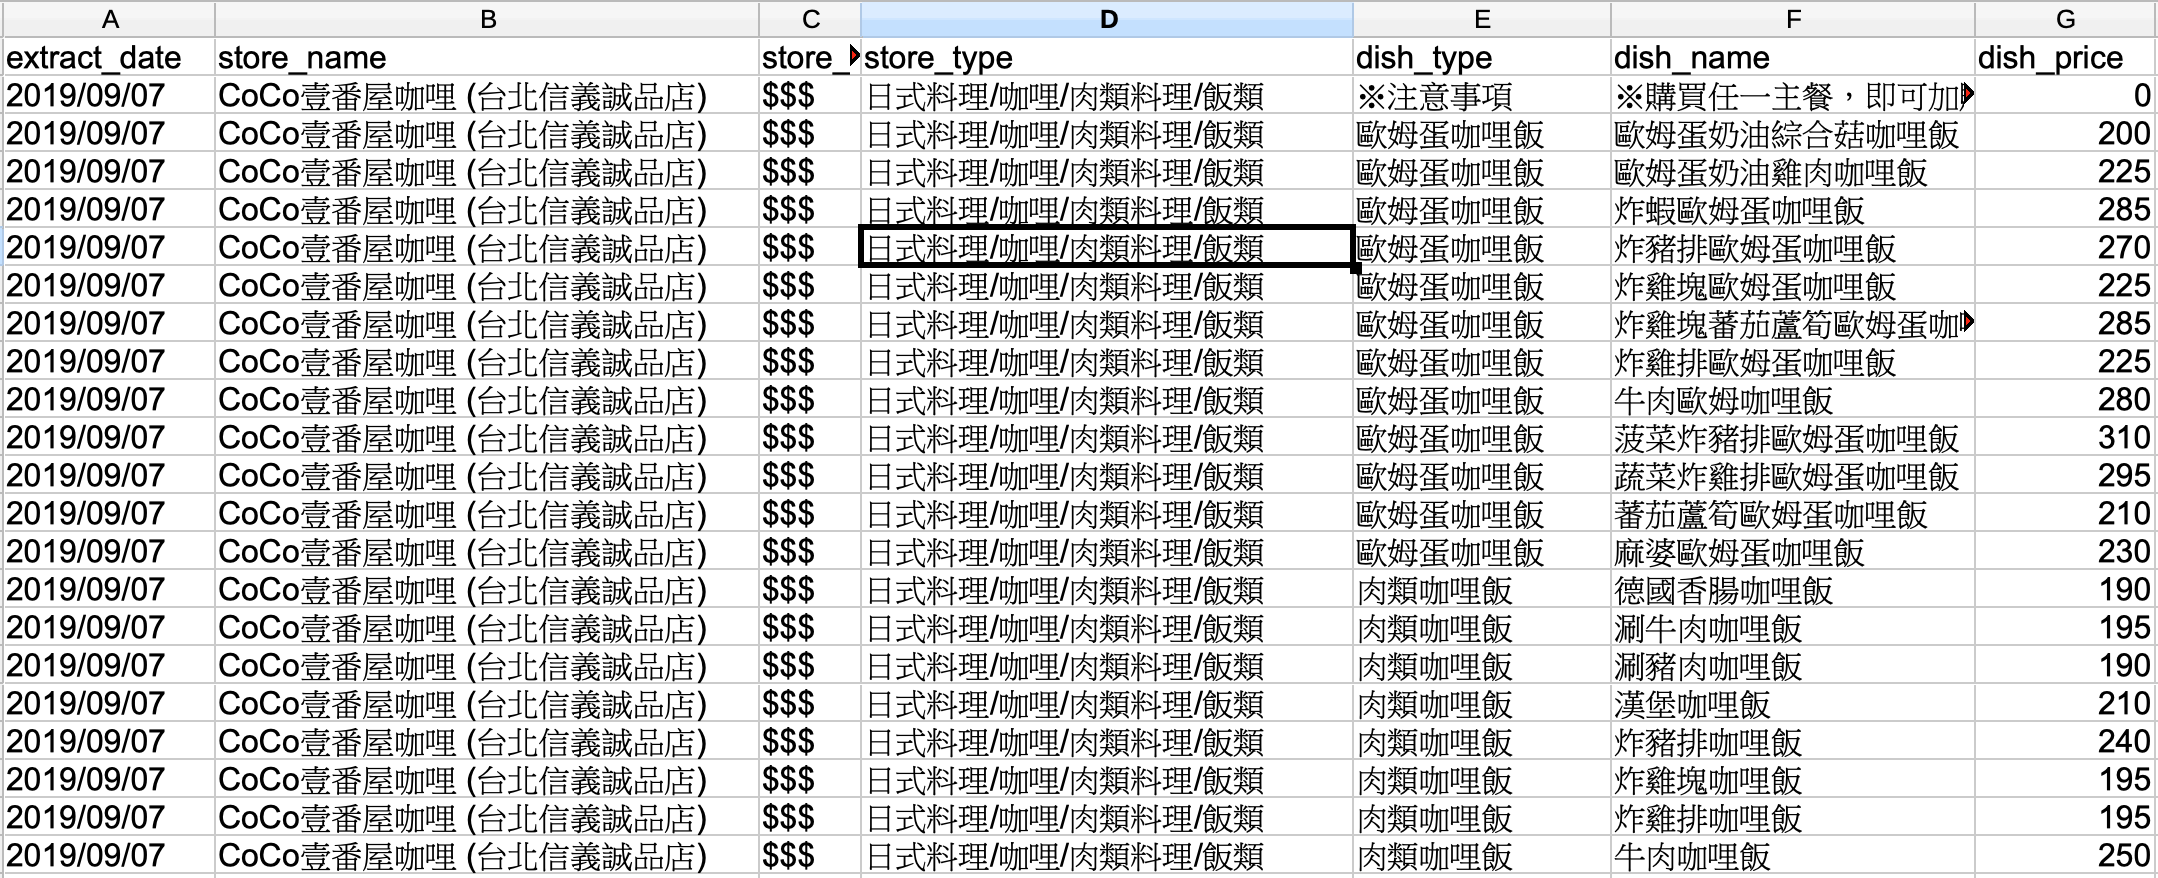 A B C D E F G
extract_date store_name store_ store_type dish_type dish_name dish_price
2019/09/07 CoCo壹番屋咖哩 (台北信義誠品店) $$$ 日式料理/咖哩/肉類料理/飯類 ※注意事項 ※購買任一主餐，即可加 0
2019/09/07 CoCo壹番屋咖哩 (台北信義誠品店) $$$ 日式料理/咖哩/肉類料理/飯類 歐姆蛋咖哩飯 歐姆蛋奶油綜合菇咖哩飯 200
2019/09/07 CoCo壹番屋咖哩 (台北信義誠品店) $$$ 日式料理/咖哩/肉類料理/飯類 歐姆蛋咖哩飯 歐姆蛋奶油雞肉咖哩飯 225
2019/09/07 CoCo壹番屋咖哩 (台北信義誠品店) $$$ 日式料理/咖哩/肉類料理/飯類 歐姆蛋咖哩飯 炸蝦歐姆蛋咖哩飯 285
2019/09/07 CoCo壹番屋咖哩 (台北信義誠品店) $$$ 日式料理/咖哩/肉類料理/飯類 歐姆蛋咖哩飯 炸豬排歐姆蛋咖哩飯 270
2019/09/07 CoCo壹番屋咖哩 (台北信義誠品店) $$$ 日式料理/咖哩/肉類料理/飯類 歐姆蛋咖哩飯 炸雞塊歐姆蛋咖哩飯 225
2019/09/07 CoCo壹番屋咖哩 (台北信義誠品店) $$$ 日式料理/咖哩/肉類料理/飯類 歐姆蛋咖哩飯 炸雞塊蕃茄蘆筍歐姆蛋咖 285
2019/09/07 CoCo壹番屋咖哩 (台北信義誠品店) $$$ 日式料理/咖哩/肉類料理/飯類 歐姆蛋咖哩飯 炸雞排歐姆蛋咖哩飯 225
2019/09/07 CoCo壹番屋咖哩 (台北信義誠品店) $$$ 日式料理/咖哩/肉類料理/飯類 歐姆蛋咖哩飯 牛肉歐姆咖哩飯 280
2019/09/07 CoCo壹番屋咖哩 (台北信義誠品店) $$$ 日式料理/咖哩/肉類料理/飯類 歐姆蛋咖哩飯 菠菜炸豬排歐姆蛋咖哩飯 310
2019/09/07 CoCo壹番屋咖哩 (台北信義誠品店) $$$ 日式料理/咖哩/肉類料理/飯類 歐姆蛋咖哩飯 蔬菜炸雞排歐姆蛋咖哩飯 295
2019/09/07 CoCo壹番屋咖哩 (台北信義誠品店) $$$ 日式料理/咖哩/肉類料理/飯類 歐姆蛋咖哩飯 蕃茄蘆筍歐姆蛋咖哩飯 210
2019/09/07 CoCo壹番屋咖哩 (台北信義誠品店) $$$ 日式料理/咖哩/肉類料理/飯類 歐姆蛋咖哩飯 麻婆歐姆蛋咖哩飯 230
2019/09/07 CoCo壹番屋咖哩 (台北信義誠品店) $$$ 日式料理/咖哩/肉類料理/飯類 肉類咖哩飯 德國香腸咖哩飯 190
2019/09/07 CoCo壹番屋咖哩 (台北信義誠品店) $$$ 日式料理/咖哩/肉類料理/飯類 肉類咖哩飯 涮牛肉咖哩飯 195
2019/09/07 CoCo壹番屋咖哩 (台北信義誠品店) $$$ 日式料理/咖哩/肉類料理/飯類 肉類咖哩飯 涮豬肉咖哩飯 190
2019/09/07 CoCo壹番屋咖哩 (台北信義誠品店) $$$ 日式料理/咖哩/肉類料理/飯類 肉類咖哩飯 漢堡咖哩飯 210
2019/09/07 CoCo壹番屋咖哩 (台北信義誠品店) $$$ 日式料理/咖哩/肉類料理/飯類 肉類咖哩飯 炸豬排咖哩飯 240
2019/09/07 CoCo壹番屋咖哩 (台北信義誠品店) $$$ 日式料理/咖哩/肉類料理/飯類 肉類咖哩飯 炸雞塊咖哩飯 195
2019/09/07 CoCo壹番屋咖哩 (台北信義誠品店) $$$ 日式料理/咖哩/肉類料理/飯類 肉類咖哩飯 炸雞排咖哩飯 195
2019/09/07 CoCo壹番屋咖哩 (台北信義誠品店) $$$ 日式料理/咖哩/肉類料理/飯類 肉類咖哩飯 牛肉咖哩飯 250